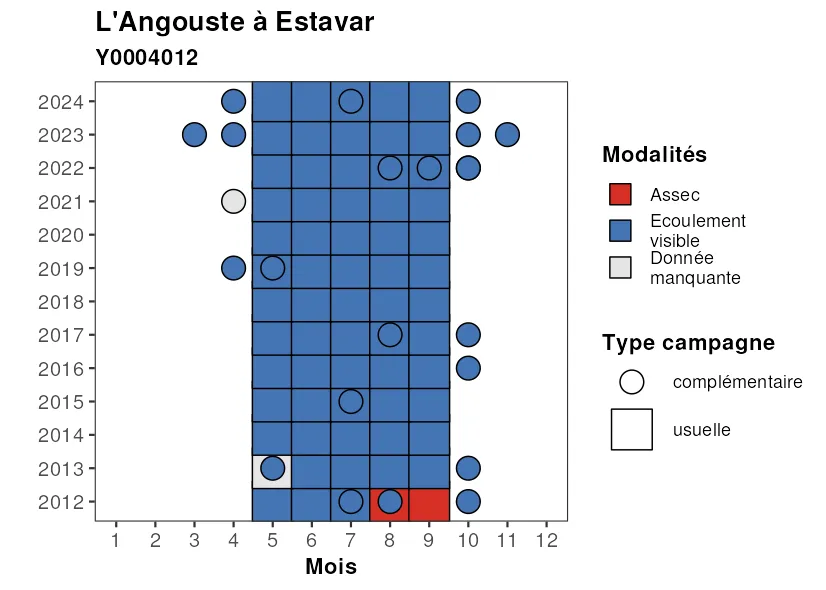 L'Angouste à Estavar
Y0004012
2024
2023
2022
2021
2020
2019
2018
2017
2016
2015
2014
2013
2012
1 2 3 4 5 6 7 8 9 10 11 12
Mois
Modalités
Assec
Ecoulement
visible
Donnée
manquante
Type campagne
complémentaire
usuelle